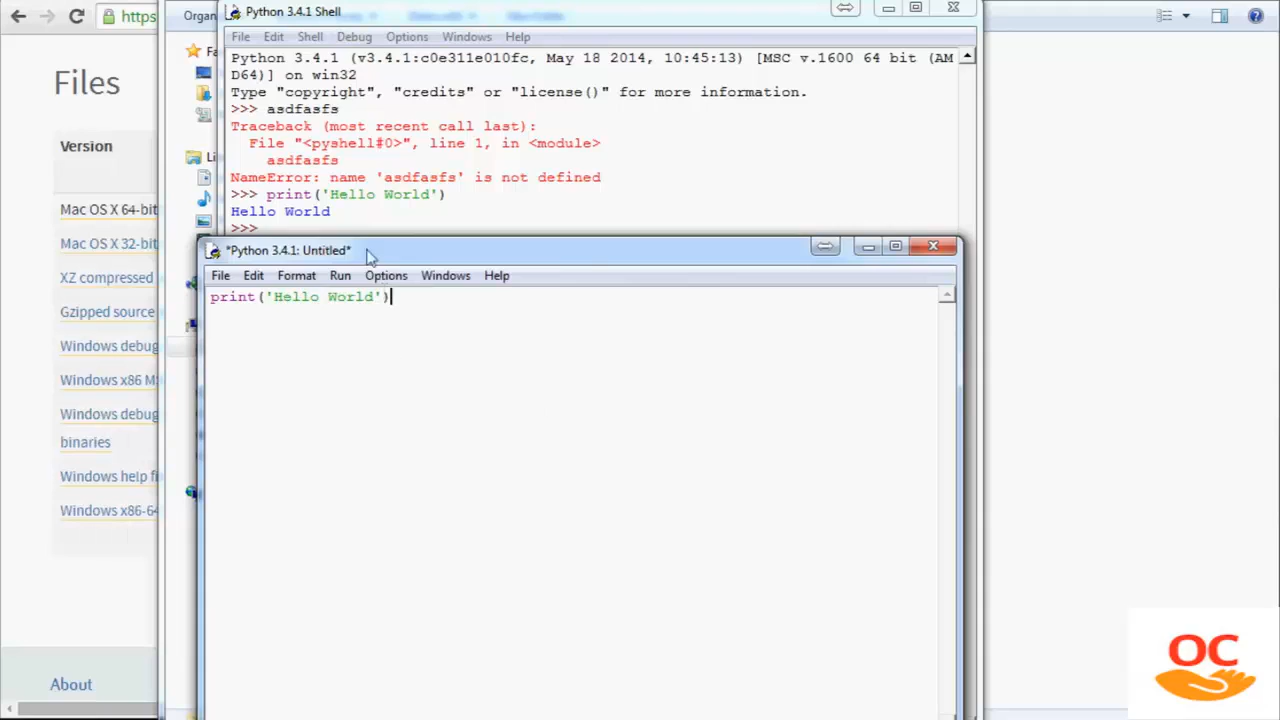 https
Organ
Python 3.4.1 Shell
File Edit Shell Debug Options Windows Help
Python 3.4.1 (v3.4.1:c0e311e010fc, May 18 2014, 10:45:13) [MSC v.1600 64 bit (AM
D64)] on win32
Type "copyright", "credits" or "license()" for more information.
>>> asdfasfs
Traceback (most recent call last):
File "<pyshell#0>", line 1, in <module>
asdfasfs
NameError: name 'asdfasfs' is not defined
>>> print('Hello World')
Hello World
>>>
*Python 3.4.1: Untitled*
File Edit Format Run Options Windows Help
print('Hello World')
Files
Version
Mac OS X 64-bit
Mac OS X 32-bit
XZ compressed
Gzipped source
Windows debug
Windows x86 M
Windows debug
binaries
Windows help fi
Windows x86-64
About
Fa
Li
OC